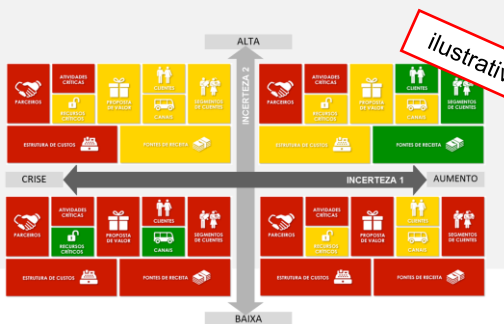 ALTA
ilustrativ
INCERTEZA 2
PARCEIROS
ATIVIDADES
CRÍTICAS
RECURSOS
CRÍTICOS
PROPOSTA
DE VALOR
CLIENTES
CANAIS
SEGMENTOS
DE CLIENTES
ESTRUTURA DE CUSTOS
FONTES DE RECEITA
PARCEIROS
ATIVIDADES
CRÍTICAS
RECURSOS
CRÍTICOS
PROPOSTA
DE VALOR
CLIENTES
CANAIS
SEGMENTOS
DE CLIENTES
ESTRUTURA DE CUSTOS
FONTES DE RECEITA
CRISE
INCERTEZA 1
AUMENTO
PARCEIROS
ATIVIDADES
CRÍTICAS
RECURSOS
CRÍTICOS
PROPOSTA
DE VALOR
CLIENTES
CANAIS
SEGMENTOS
DE CLIENTES
ESTRUTURA DE CUSTOS
FONTES DE RECEITA
PARCEIROS
ATIVIDADES
CRÍTICAS
RECURSOS
CRÍTICOS
PROPOSTA
DE VALOR
CLIENTES
CANAIS
SEGMENTOS
DE CLIENTES
ESTRUTURA DE CUSTOS
FONTES DE RECEITA
BAIXA